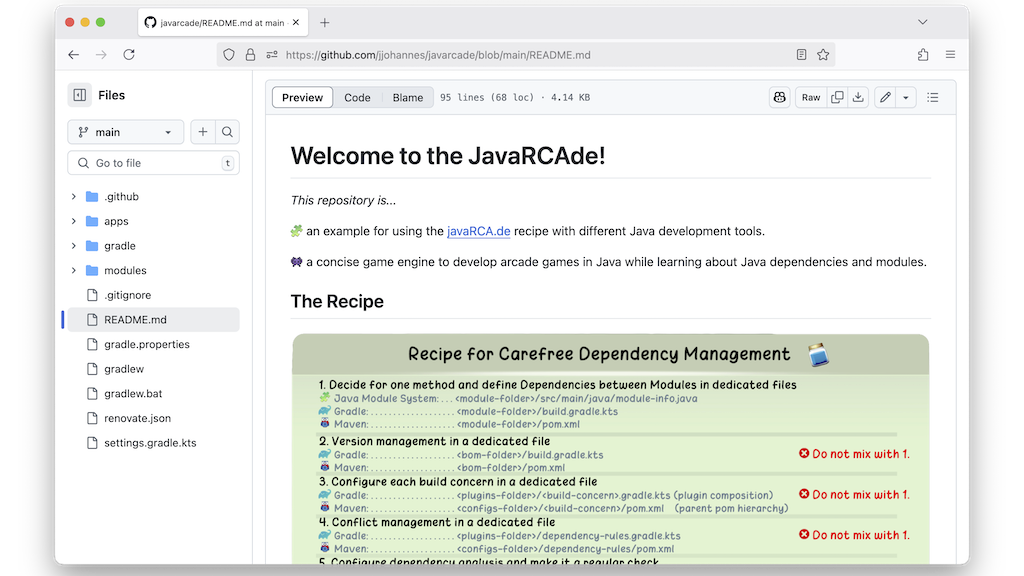 javarcade/README.md at main ·
https://github.com/jjohannes/javarcade/blob/main/README.md
Files
main
Go to file
t
.github
apps
gradle
modules
.gitignore
README.md
gradle.properties
gradlew
gradlew.bat
renovate.json
settings.gradle.kts
Preview Code Blame 95 lines (68 loc) · 4.14 KB Raw
Welcome to the JavaRCAde!
This repository is...
an example for using the javaRCA.de recipe with different Java development tools.
a concise game engine to develop arcade games in Java while learning about Java dependencies and modules.
The Recipe
Recipe for Carefree Dependency Management
1. Decide for one method and define Dependencies between Modules in dedicated files
Java Module System: . . . <module-folder>/src/main/java/module-info.java
Gradle: . . . . . . . . . . . . . . . . . . <module-folder>/build.gradle.kts
Maven: . . . . . . . . . . . . . . . . . . <module-folder>/pom.xml
2. Version management in a dedicated file
Gradle: . . . . . . . . . . . . . . . . . . <bom-folder>/build.gradle.kts Do not mix with 1.
Maven: . . . . . . . . . . . . . . . . . . <bom-folder>/pom.xml
3. Configure each build concern in a dedicated file
Gradle: . . . . . . . . . . . . . . . . . . <plugins-folder>/<build-concern>.gradle.kts (plugin composition) Do not mix with 1.
Maven: . . . . . . . . . . . . . . . . . . <configs-folder>/<build-concern>/pom.xml (parent pom hierarchy)
4. Conflict management in a dedicated file
Gradle: . . . . . . . . . . . . . . . . . . <plugins-folder>/dependency-rules.gradle.kts Do not mix with 1.
Maven: . . . . . . . . . . . . . . . . . . <configs-folder>/dependency-rules/pom.xml
5. Configure dependency analysis and make it a regular check